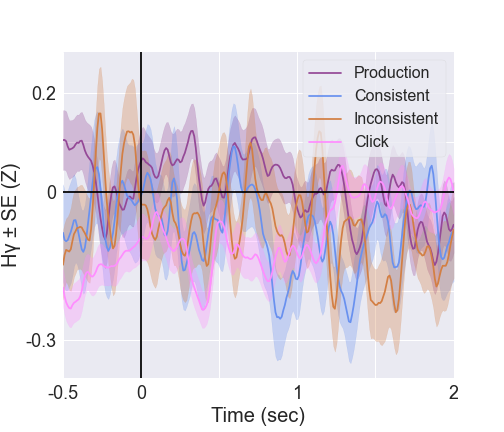 Production
Consistent
Inconsistent
Click
0.2
0
-0.3
Hγ ± SE (Z)
-0.5
0
1
2
Time (sec)